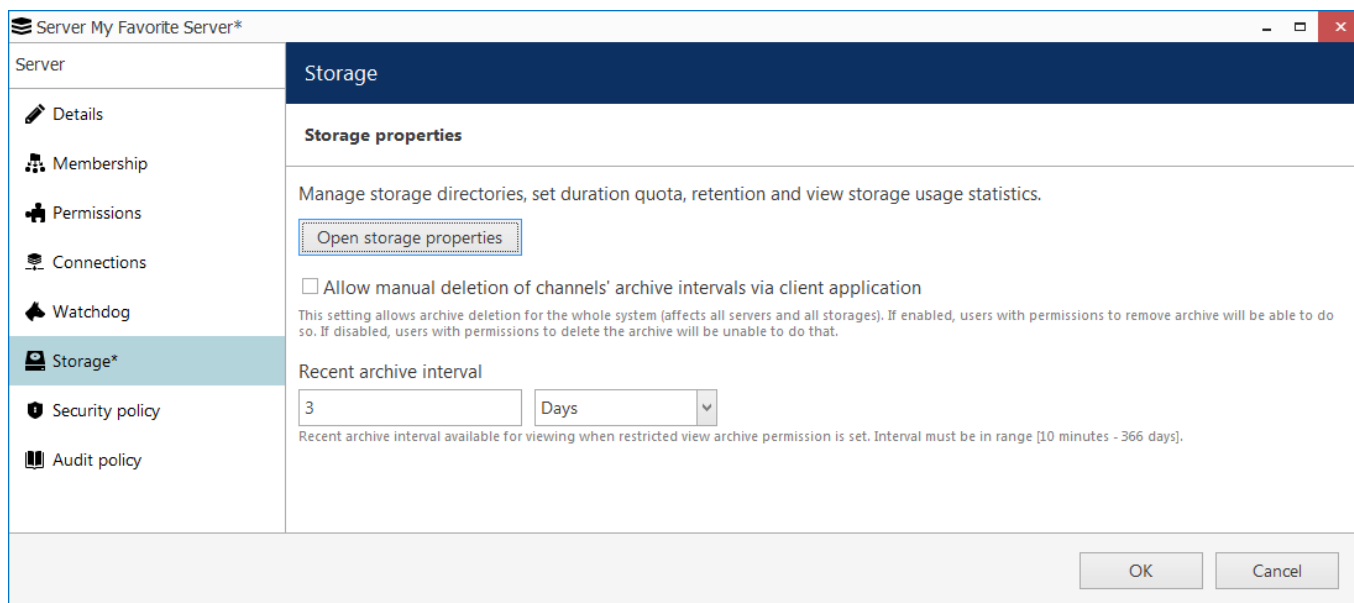 Server My Favorite Server*
Server
Details
Membership
Permissions
Connections
Watchdog
Storage*
Security policy
Audit policy
Storage
Storage properties
Manage storage directories, set duration quota, retention and view storage usage statistics.
Open storage properties
Allow manual deletion of channels' archive intervals via client application
This setting allows archive deletion for the whole system (affects all servers and all storages). If enabled, users with permissions to remove archive will be able to do
so. If disabled, users with permissions to delete the archive will be unable to do that.
Recent archive interval
3 Days
Recent archive interval available for viewing when restricted view archive permission is set. Interval must be in range [10 minutes - 366 days].
OK Cancel